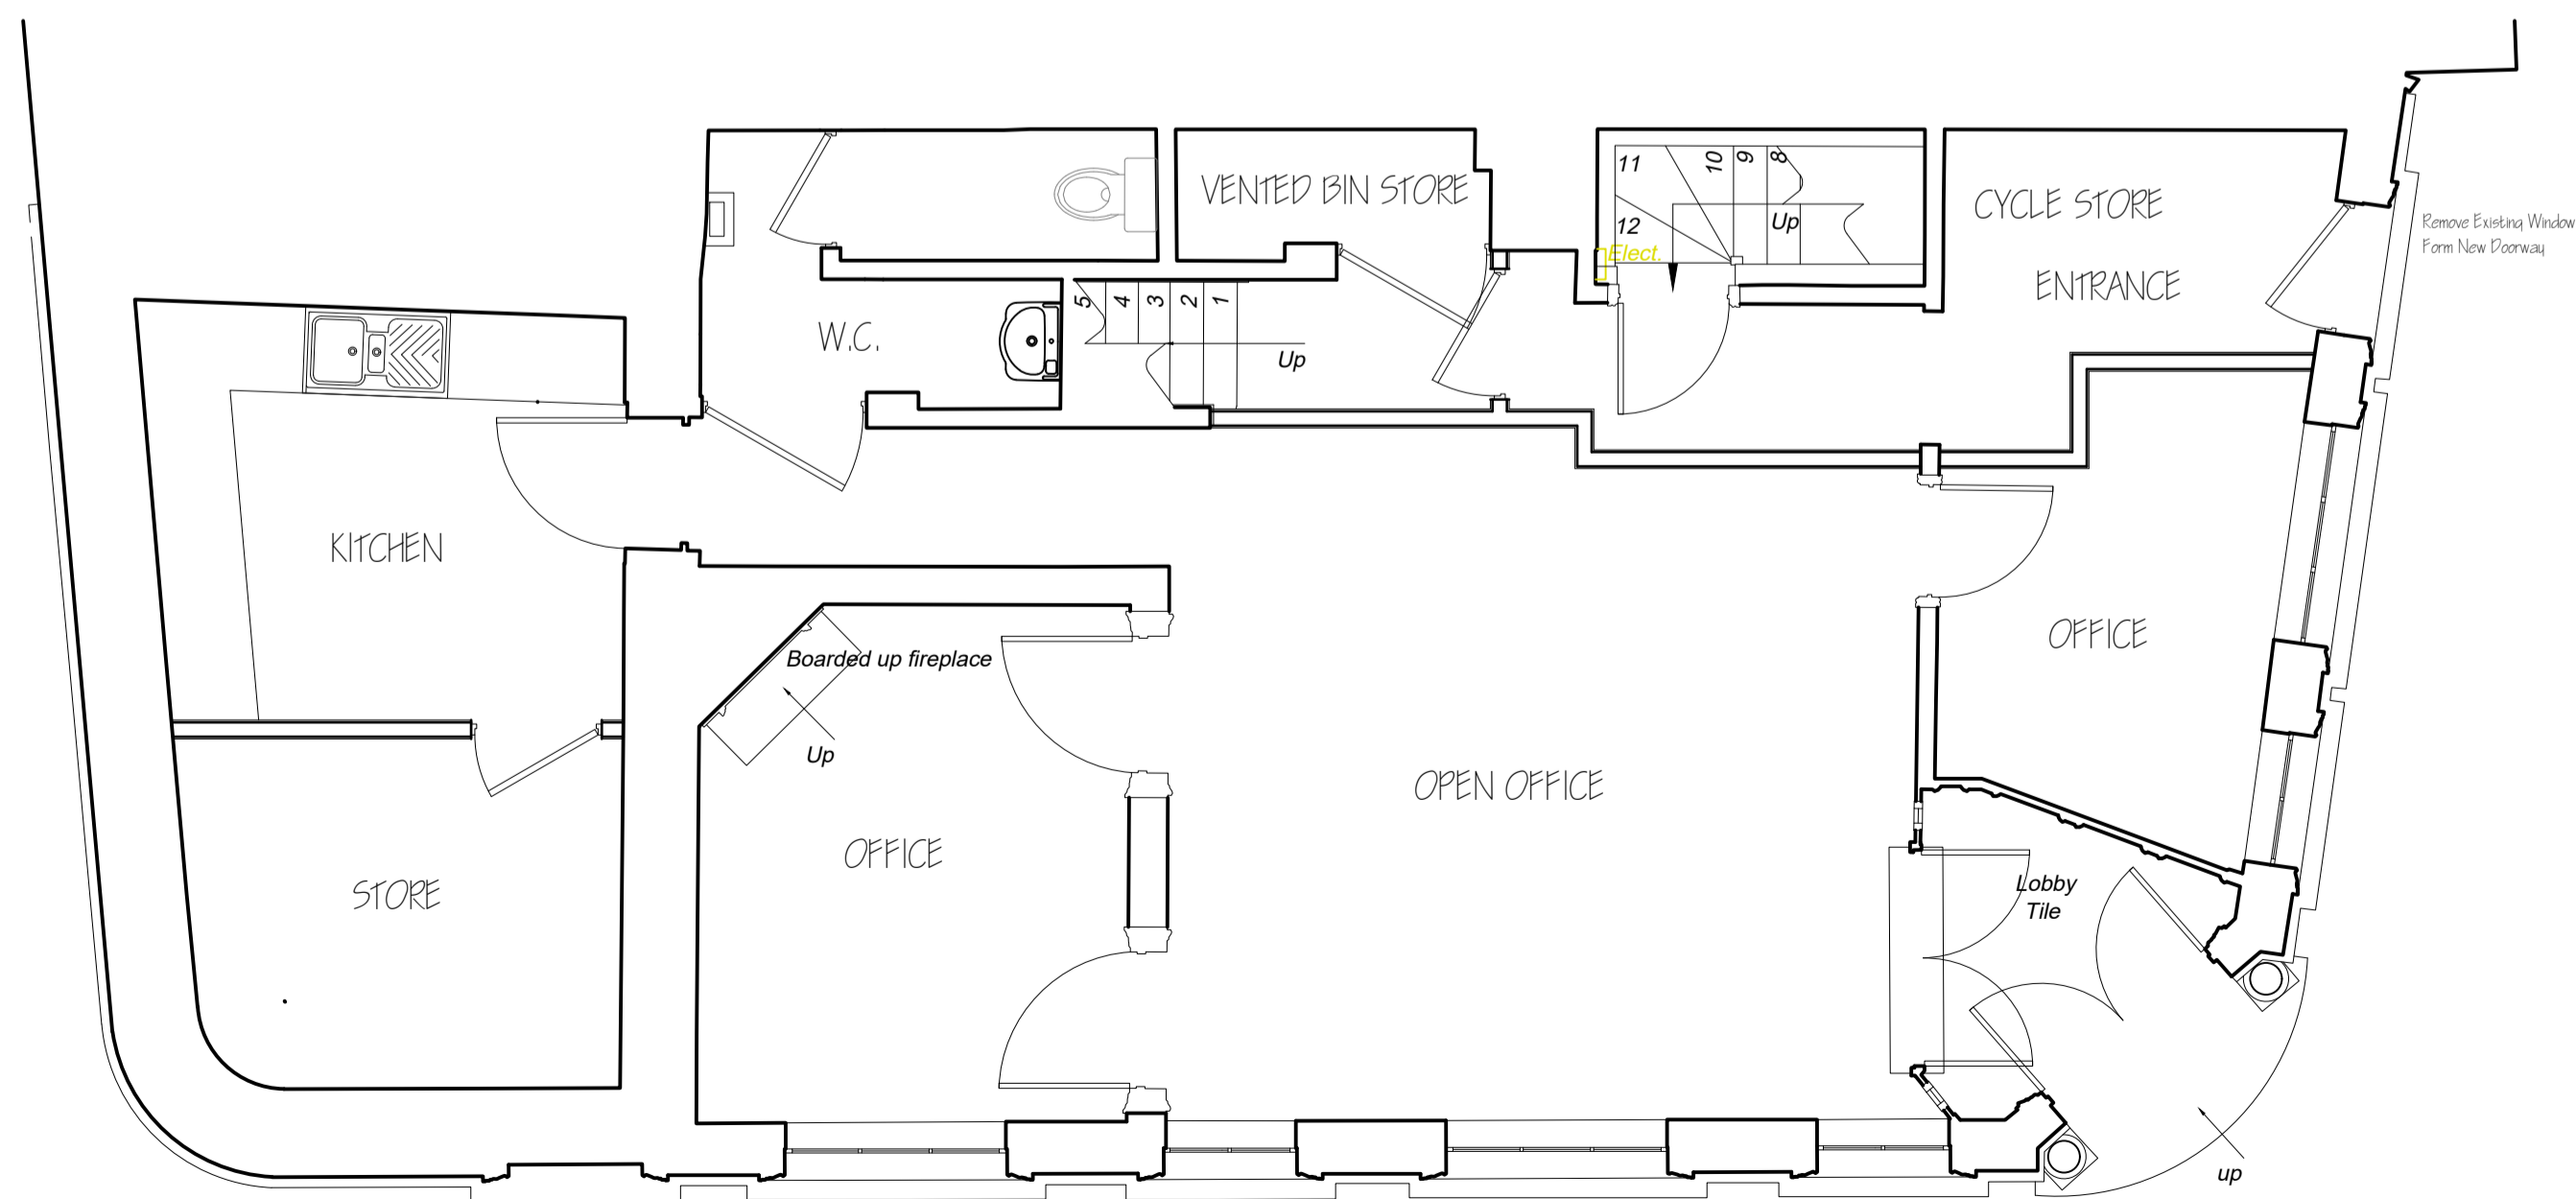 VENTED BIN STORE
11
10
9
8
12
Up
Elect.
CYCLE STORE
ENTRANCE
Remove Existing Window
Form New Doorway
W.C.
5
4
3
2
1
Up
KITCHEN
Boarded up fireplace
Up
OFFICE
OPEN OFFICE
OFFICE
STORE
Lobby
Tile
up